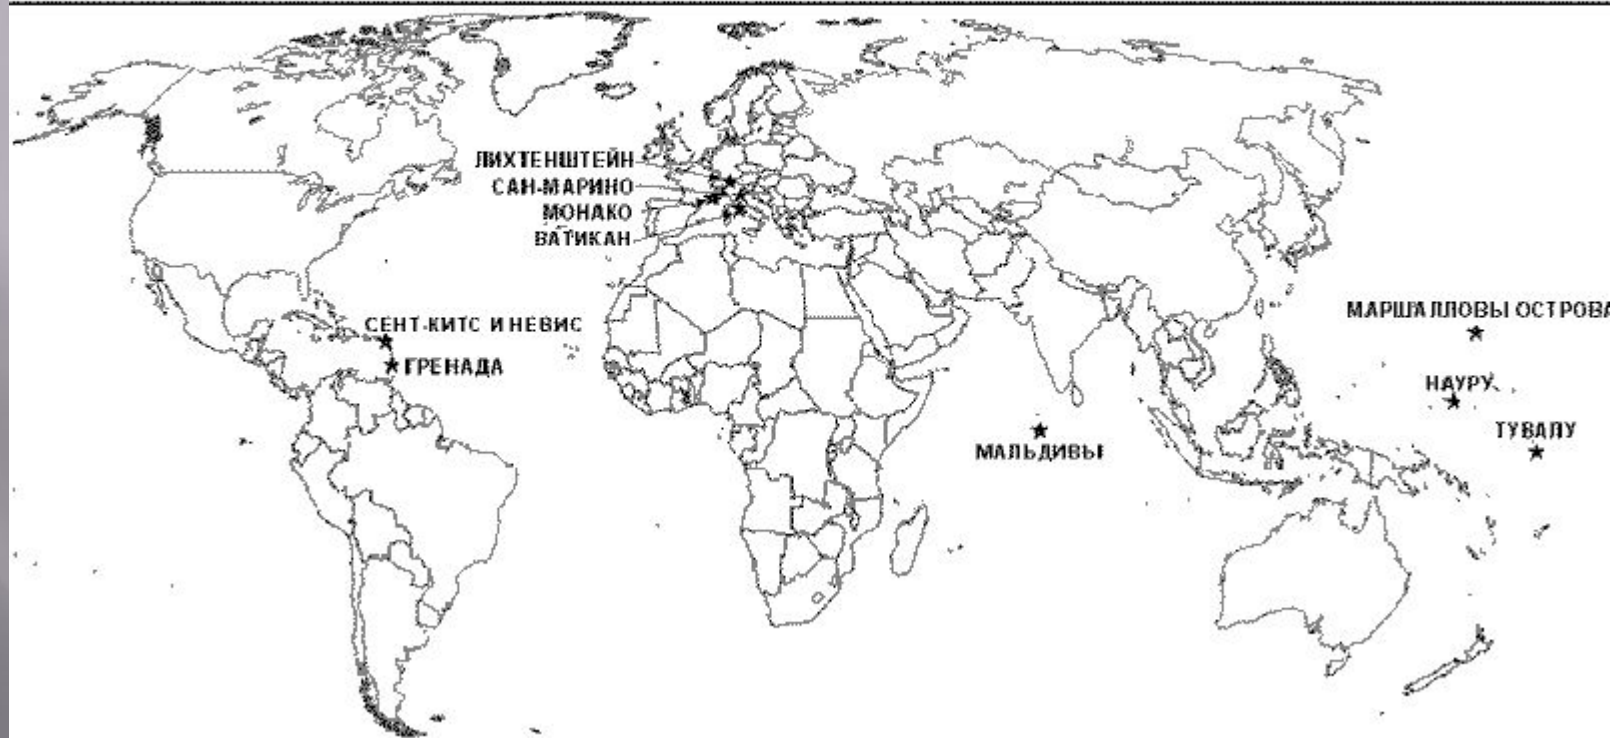 ЛИХТЕНШТЕЙН
САН-МАРИНО
МОНАКО
ВАТИКАН
СЕНТ-КИТС И НЕВИС
ГРЕНАДА
МАРШАЛЛОВЫ ОСТРОВА
НАУРУ
ТУВАЛУ
МАЛЬДИВЫ